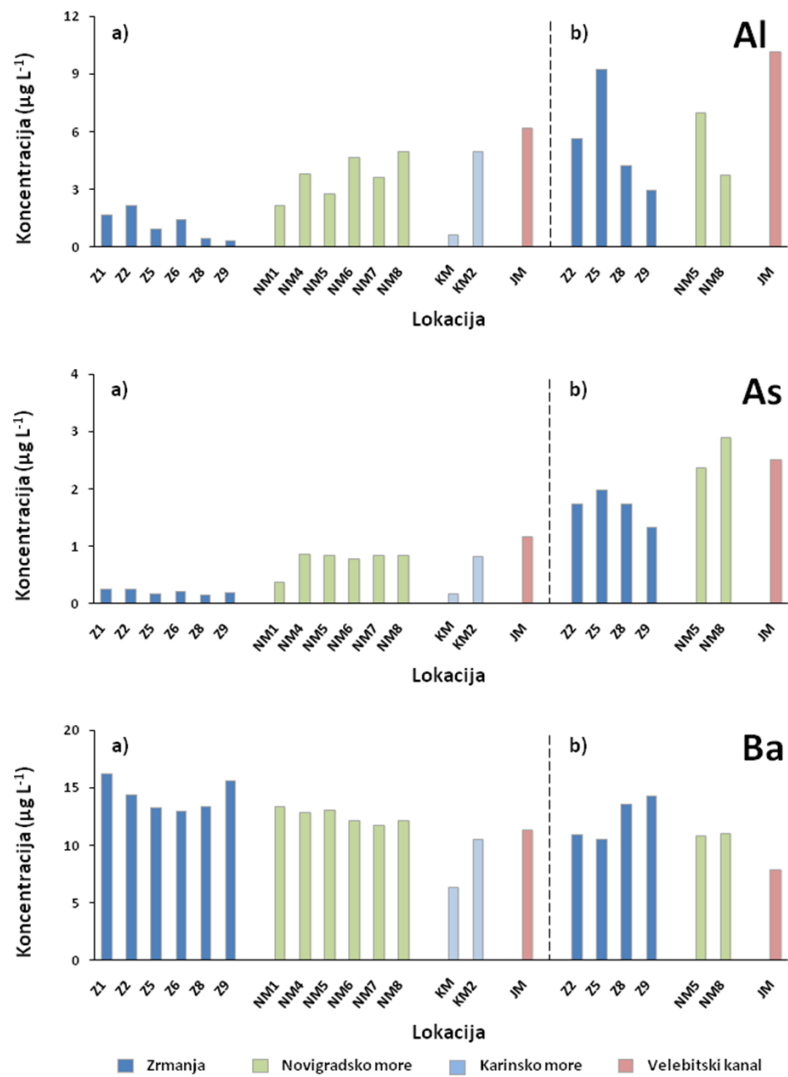 a) b) Al
Koncentracija (µg L⁻¹)
12
9
6
3
0
Z1 Z2 Z5 Z6 Z8 Z9 NM1 NM4 NM5 NM6 NM7 NM8 KM KM2 JM Z2 Z5 Z8 Z9 NM5 NM8 JM
Lokacija
a) b) As
Koncentracija (µg L⁻¹)
4
3
2
1
0
Z1 Z2 Z5 Z6 Z8 Z9 NM1 NM4 NM5 NM6 NM7 NM8 KM KM2 JM Z2 Z5 Z8 Z9 NM5 NM8 JM
Lokacija
a) b) Ba
Koncentracija (µg L⁻¹)
20
15
10
5
0
Z1 Z2 Z5 Z6 Z8 Z9 NM1 NM4 NM5 NM6 NM7 NM8 KM KM2 JM Z2 Z5 Z8 Z9 NM5 NM8 JM
Lokacija
Zrmanja Novigradsko more Karinsko more Velebitski kanal